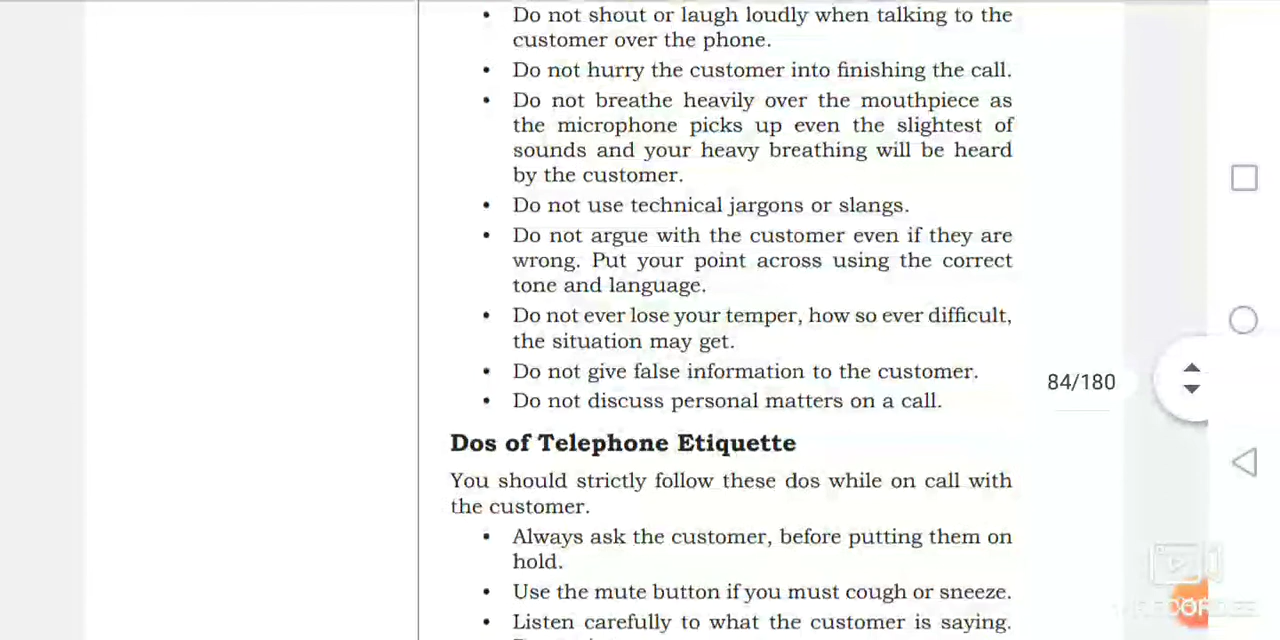 • Do not shout or laugh loudly when talking to the
customer over the phone.
• Do not hurry the customer into finishing the call.
• Do not breathe heavily over the mouthpiece as
the microphone picks up even the slightest of
sounds and your heavy breathing will be heard
by the customer.
• Do not use technical jargons or slangs.
• Do not argue with the customer even if they are
wrong. Put your point across using the correct
tone and language.
• Do not ever lose your temper, how so ever difficult,
the situation may get.
• Do not give false information to the customer.
84/180
• Do not discuss personal matters on a call.
Dos of Telephone Etiquette
You should strictly follow these dos while on call with
the customer.
• Always ask the customer, before putting them on
hold.
• Use the mute button if you must cough or sneeze.
• Listen carefully to what the customer is saying.